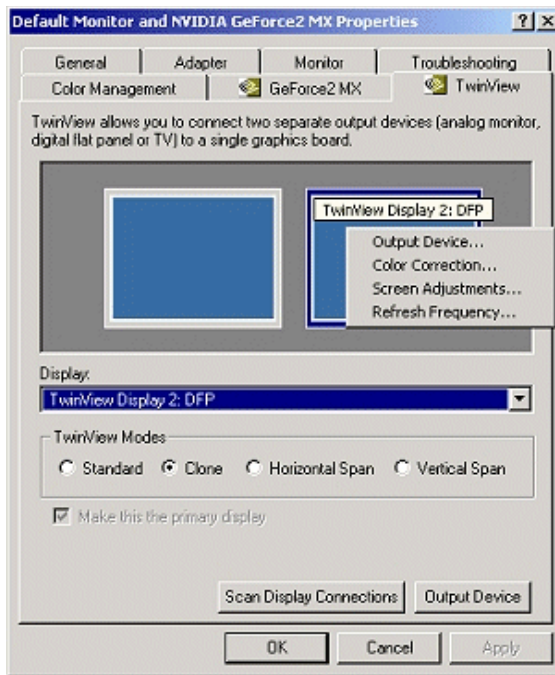 Default Monitor and NVIDIA GeForce2 MX Properties
General Adapter Monitor Troubleshooting
Color Management GeForce2 MX TwinView
TwinView allows you to connect two separate output devices (analog monitor,
digital flat panel or TV) to a single graphics board.
TwinView Display 2: DFP
Output Device...
Color Correction...
Screen Adjustments...
Refresh Frequency...
Display:
TwinView Display 2: DFP
TwinView Modes
Standard Clone Horizontal Span Vertical Span
Make this the primary display
Scan Display Connections Output Device
OK Cancel Apply